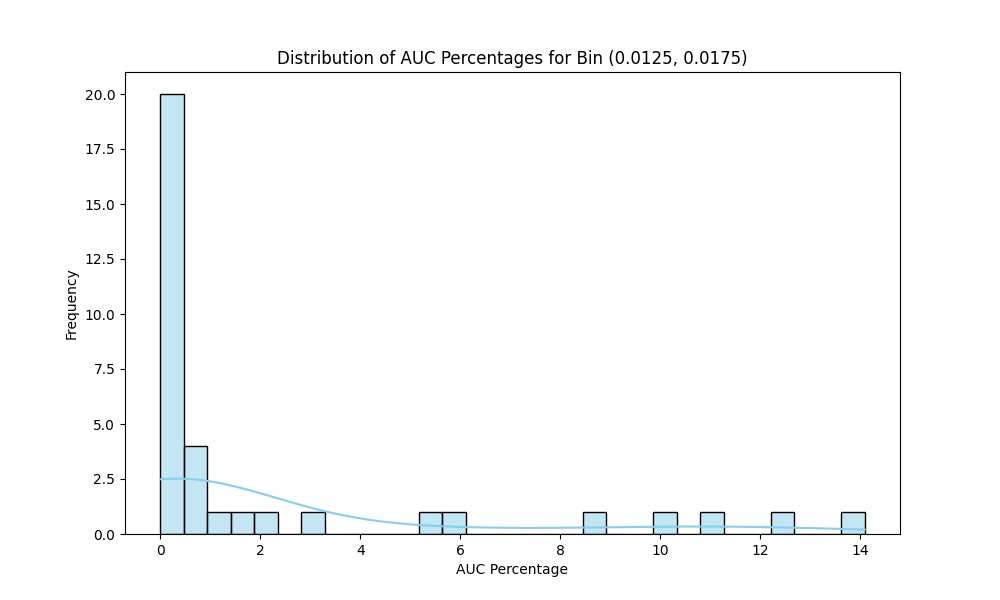 Distribution of AUC Percentages for Bin (0.0125, 0.0175)
20.0
17.5
15.0
12.5
10.0
7.5
5.0
2.5
0.0
Frequency
0 2 4 6 8 10 12 14
AUC Percentage